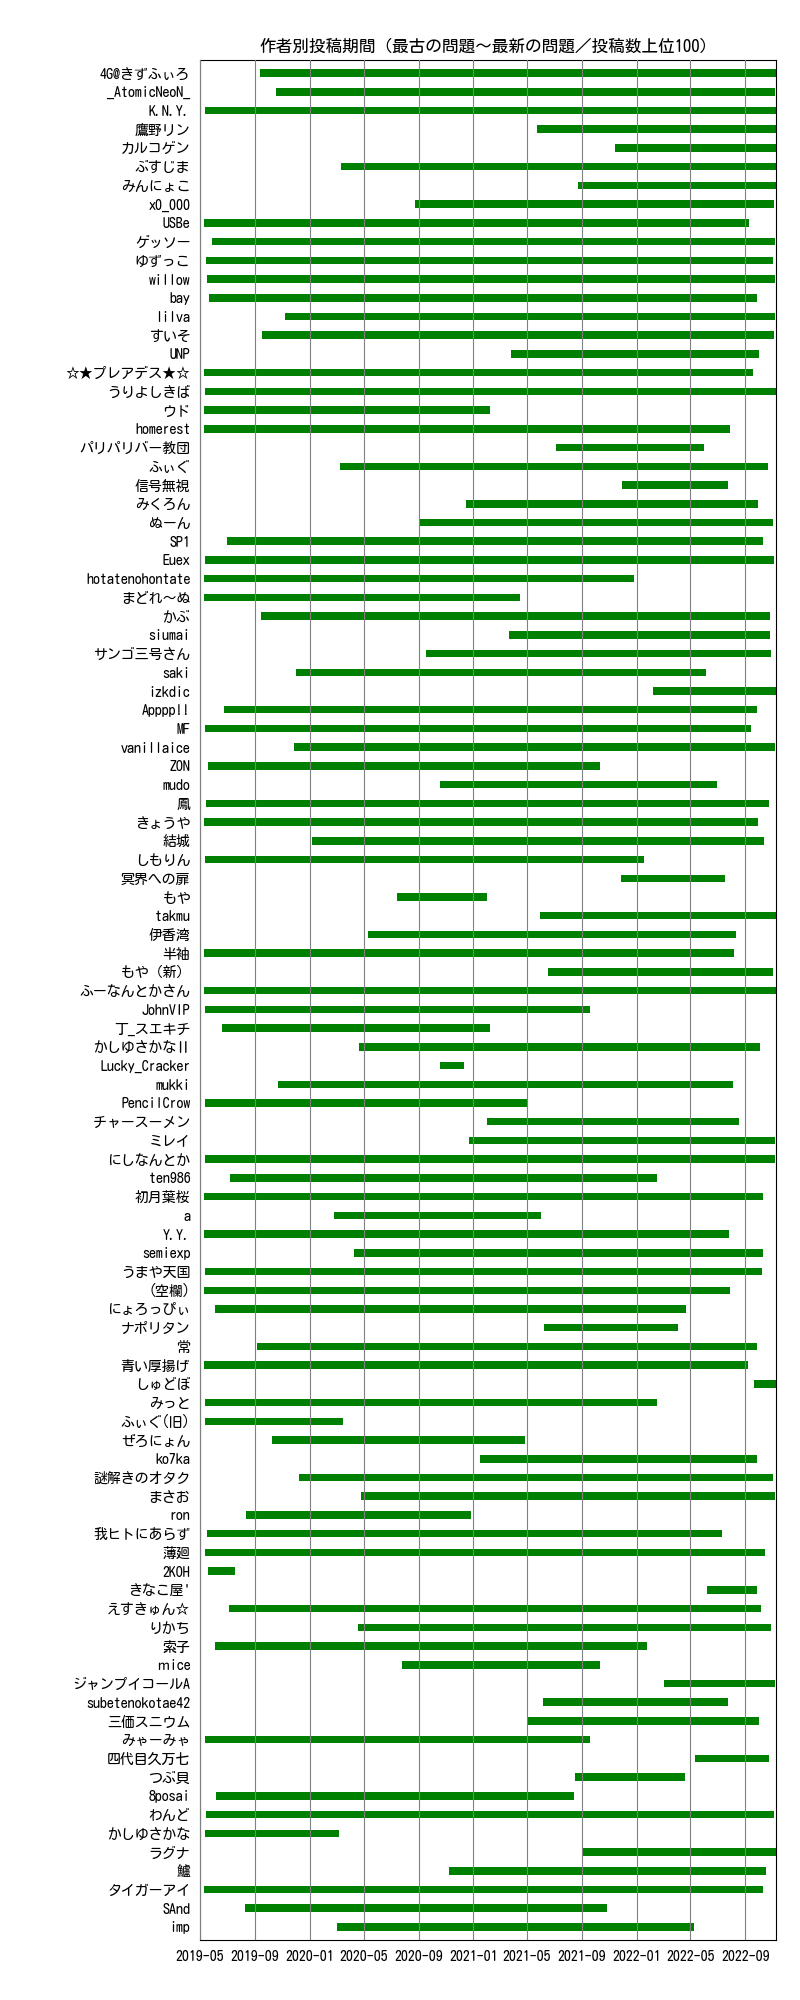 作者別投稿期間（最古の問題～最新の問題／投稿数上位100）
4G@きずふぃろ
_AtomicNeoN_
K.N.Y.
鷹野リン
カルコゲン
ぶすじま
みんにょこ
x0_000
USBe
ゲッソー
ゆずっこ
willow
bay
lilva
すいそ
UNP
☆★プレアデス★☆
うりよしきば
ウド
homerest
パリパリバー教団
ふぃぐ
信号無視
みくろん
ぬーん
SP1
Euex
hotatenohontate
まどれ～ぬ
かぶ
siumai
サンゴ三号さん
saki
izkdic
Appppl!
MF
vanillaice
ZON
mudo
鳳
きょうや
結城
しもりん
冥界への扉
もや
takmu
伊香湾
半袖
もや（新）
ふーなんとかさん
JohnVIP
丁_スエキチ
かしゆさかなⅡ
Lucky_Cracker
mukki
PencilCrow
チャースーメン
ミレイ
にしなんとか
ten986
初月葉桜
a
Y.Y.
semiexp
うまや天国
(空欄)
にょろっぴぃ
ナポリタン
常
青い厚揚げ
しゅどぼ
みっと
ふぃぐ(旧)
ぜろにょん
ko7ka
謎解きのオタク
まさお
ron
我ヒトにあらず
薄廻
2KOH
きなこ屋'
えすきゅん☆
りかち
索子
ｍice
ジャンプイコールA
subetenokotae42
三価スニウム
みゃーみゃ
四代目久万七
つぶ貝
8posai
わんど
かしゆさかな
ラグナ
鱸
タイガーアイ
SAnd
imp
2019-05 2019-09 2020-01 2020-05 2020-09 2021-01 2021-05 2021-09 2022-01 2022-05 2022-09